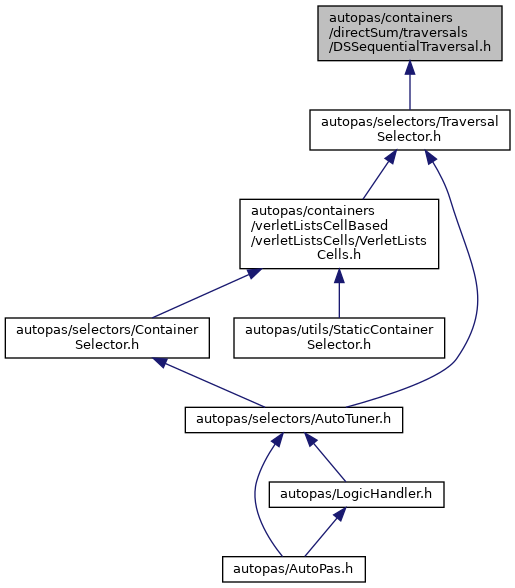 autopas/containers
/directSum/traversals
/DSSequentialTraversal.h
autopas/selectors/Traversal
Selector.h
autopas/containers
/verletListsCellBased
/verletListsCells/VerletLists
Cells.h
autopas/selectors/Container
Selector.h
autopas/utils/StaticContainer
Selector.h
autopas/selectors/AutoTuner.h
autopas/LogicHandler.h
autopas/AutoPas.h